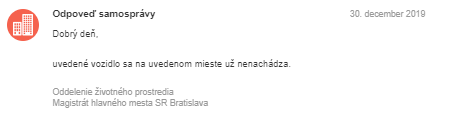 Odpoveď samosprávy
30. december 2019
Dobrý deň,
uvedené vozidlo sa na uvedenom mieste už nenachádza.
Oddelenie životného prostredia
Magistrát hlavného mesta SR Bratislava